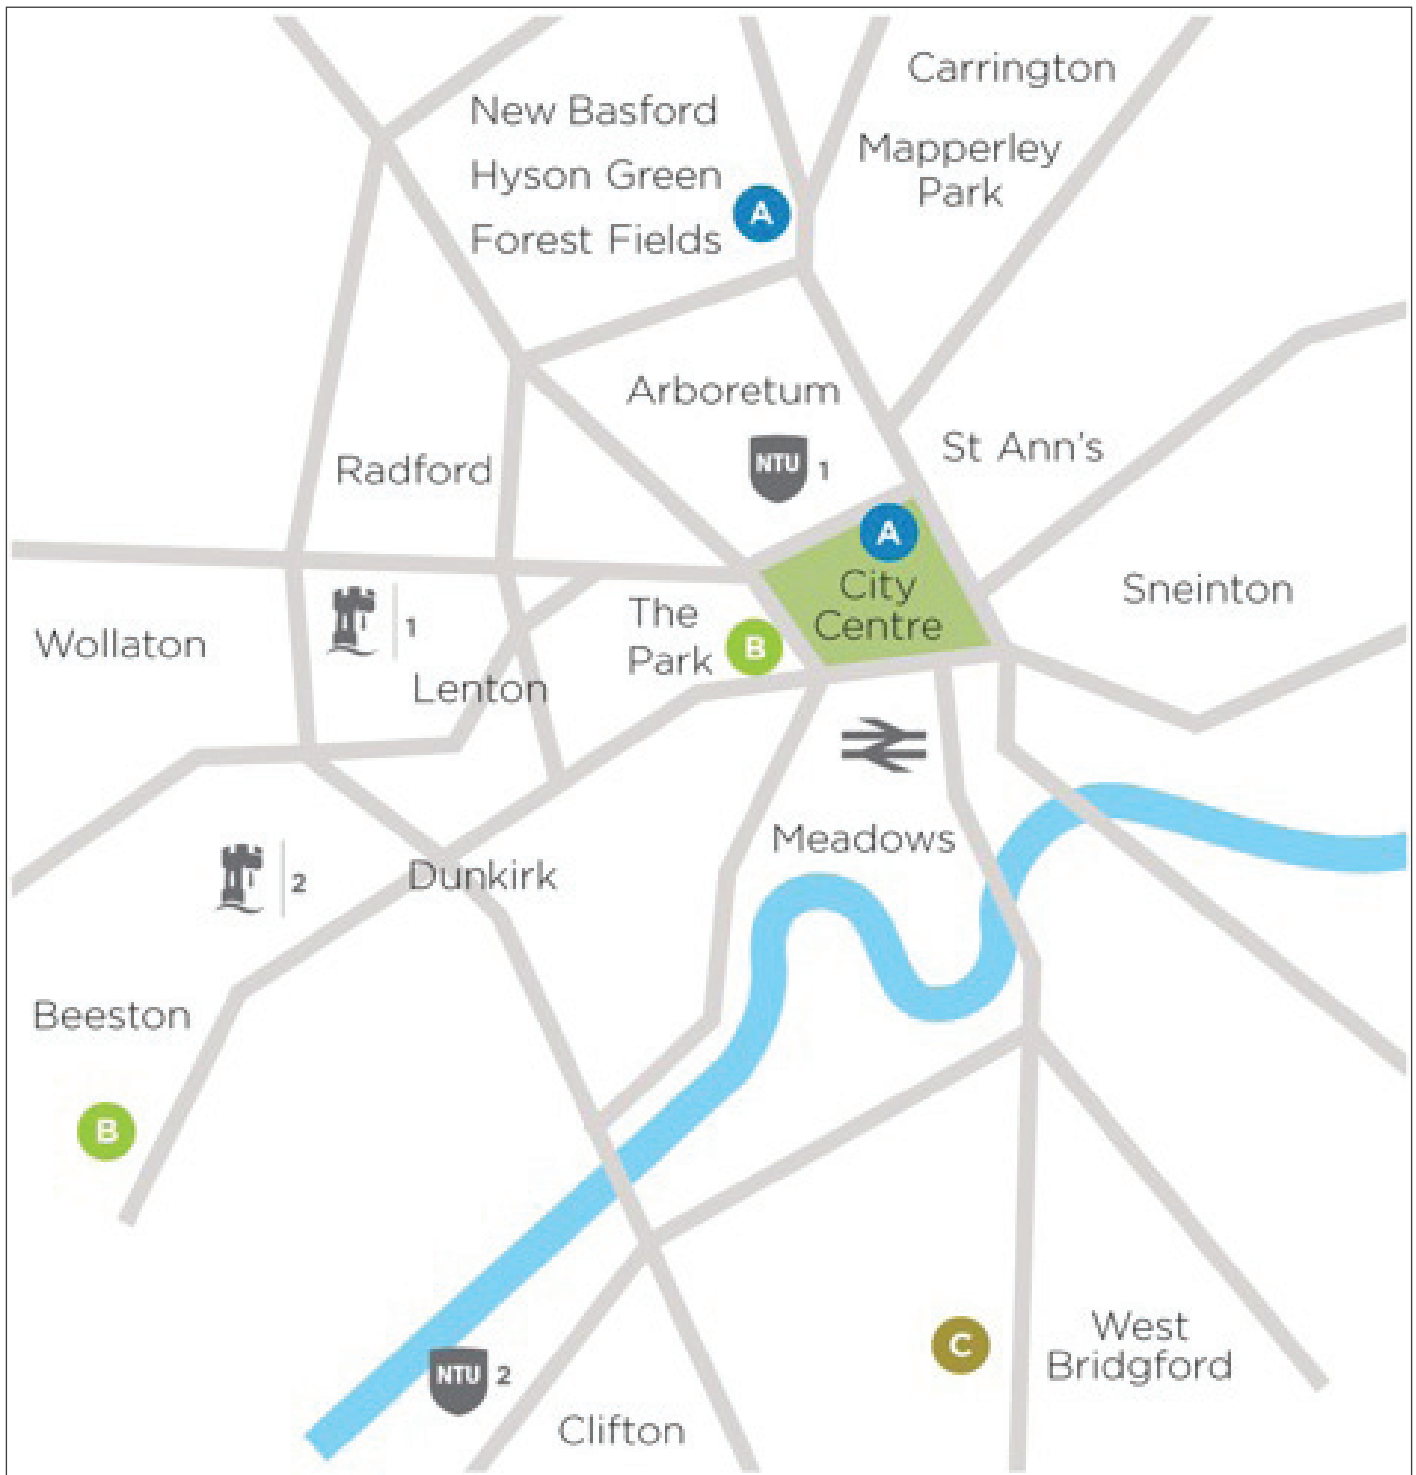 Carrington
New Basford
Mapperley
Park
Hyson Green
A
Forest Fields
Arboretum
St Ann's
NTU 1
Radford
A
City
Centre
Sneinton
The
Park
B
1
Wollaton
Lenton
Meadows
2
Dunkirk
Beeston
B
West
Bridgford
C
NTU 2
Clifton